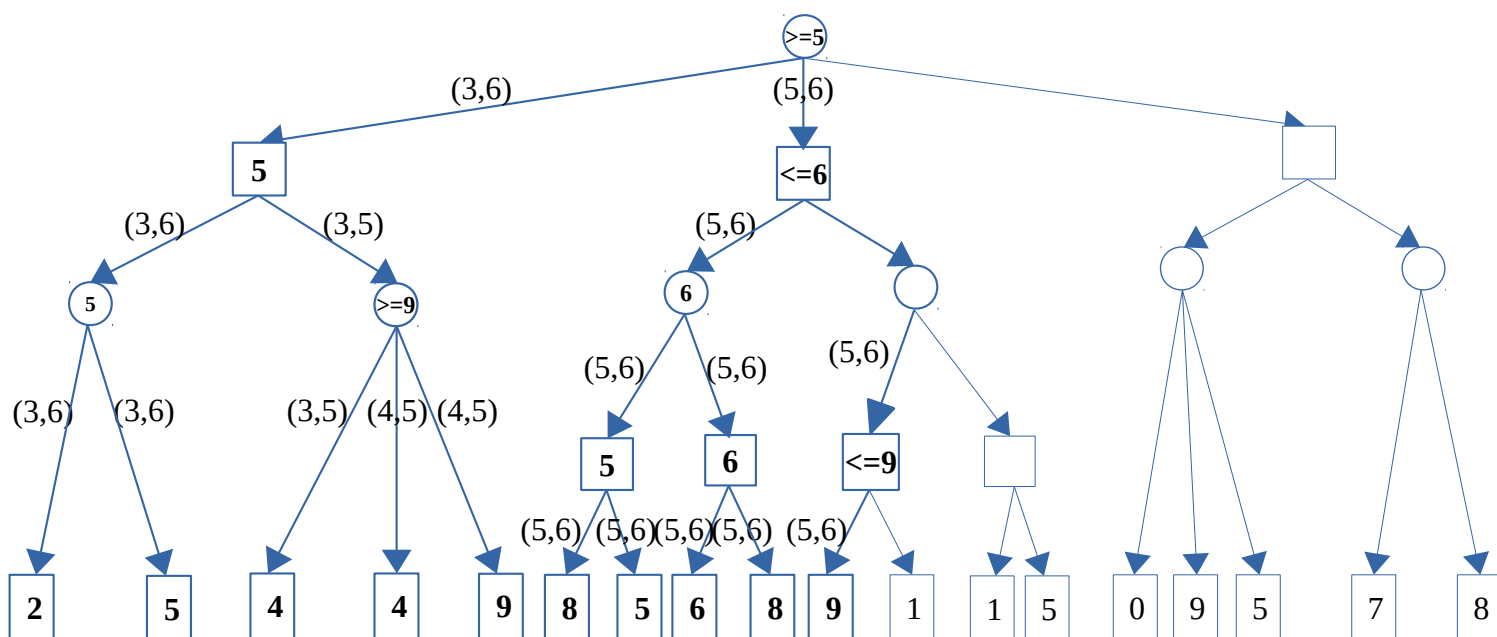 >=5
(3,6) (5,6)
5 <=6
(3,6) (3,5) (5,6)
5 >=9 6
(5,6) (5,6) (5,6)
(3,6) (3,6) (3,5) (4,5) (4,5)
5 6 <=9
(5,6) (5,6) (5,6) (5,6) (5,6)
2 5 4 4 9 8 5 6 8 9 1 1 5 0 9 5 7 8